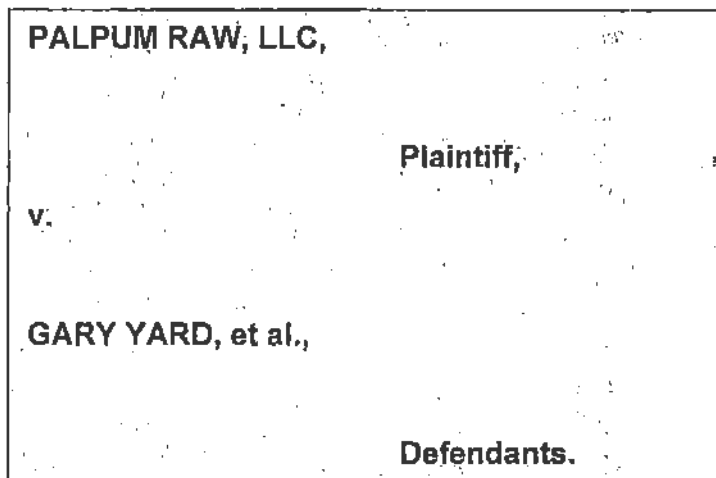 PALPUM RAW, LLC,
Plaintiff,
v.
GARY YARD, et al.,
Defendants.